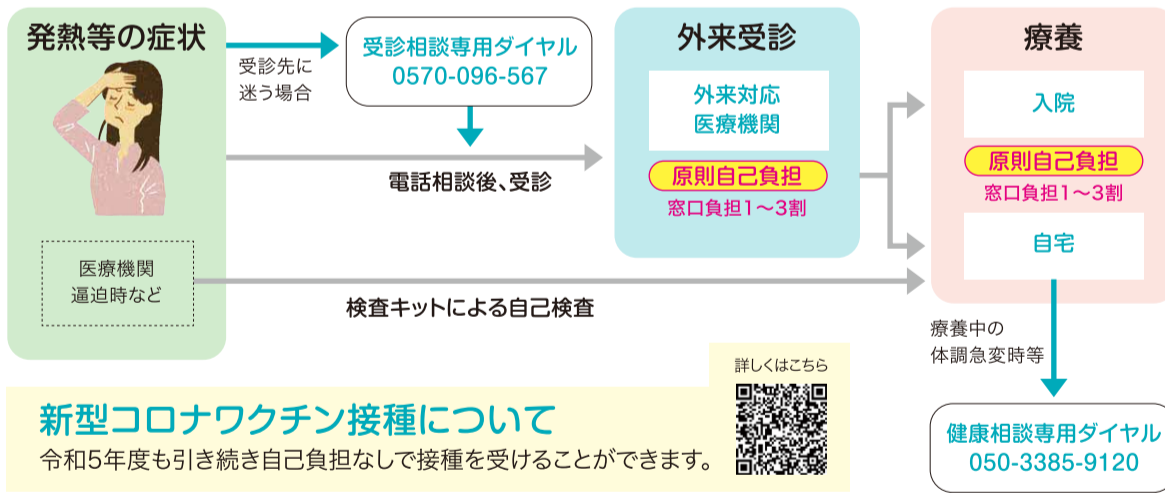 発熱等の症状
受診先に
迷う場合
受診相談専用ダイヤル
0570-096-567
電話相談後、受診
医療機関
逼迫時など
検査キットによる自己検査
外来受診
外来対応
医療機関
原則自己負担
窓口負担1～3割
療養
入院
原則自己負担
窓口負担1～3割
自宅
療養中の
体調急変時等
健康相談専用ダイヤル
050-3385-9120
詳しくはこちら
新型コロナワクチン接種について
令和5年度も引き続き自己負担なしで接種を受けることができます。